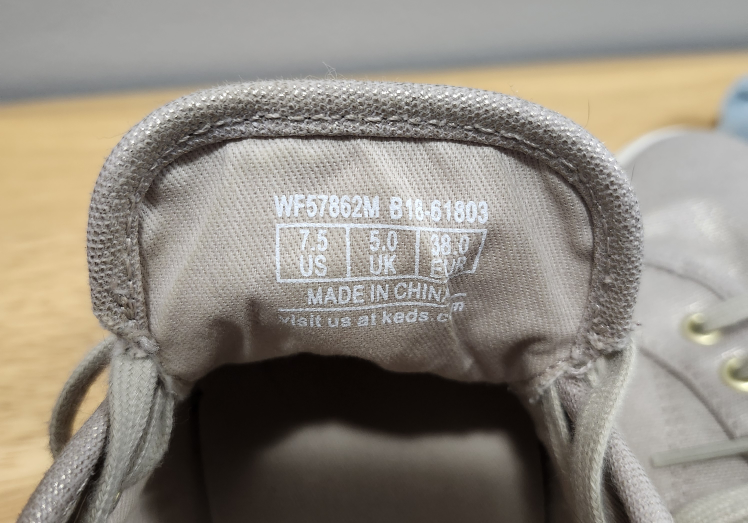 WF57862M B18-61803
7.5 5.0 38.0
US UK EUR
MADE IN CHINA
visit us at keds.com